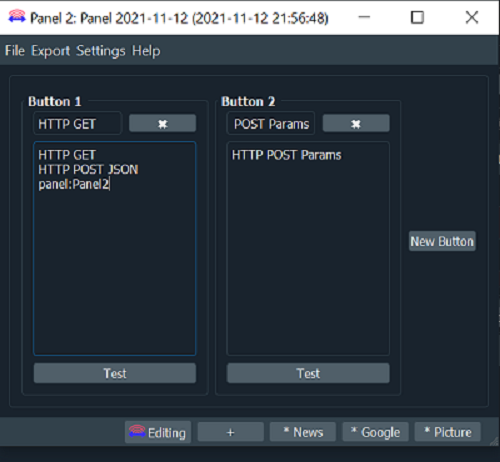 Panel 2: Panel 2021-11-12 (2021-11-12 21:56:48)
File Export Settings Help
Button 1
HTTP GET
HTTP GET
HTTP POST JSON
panel:Panel2
Test
Button 2
POST Params
HTTP POST Params
Test
New Button
Editing
+
* News
* Google
* Picture